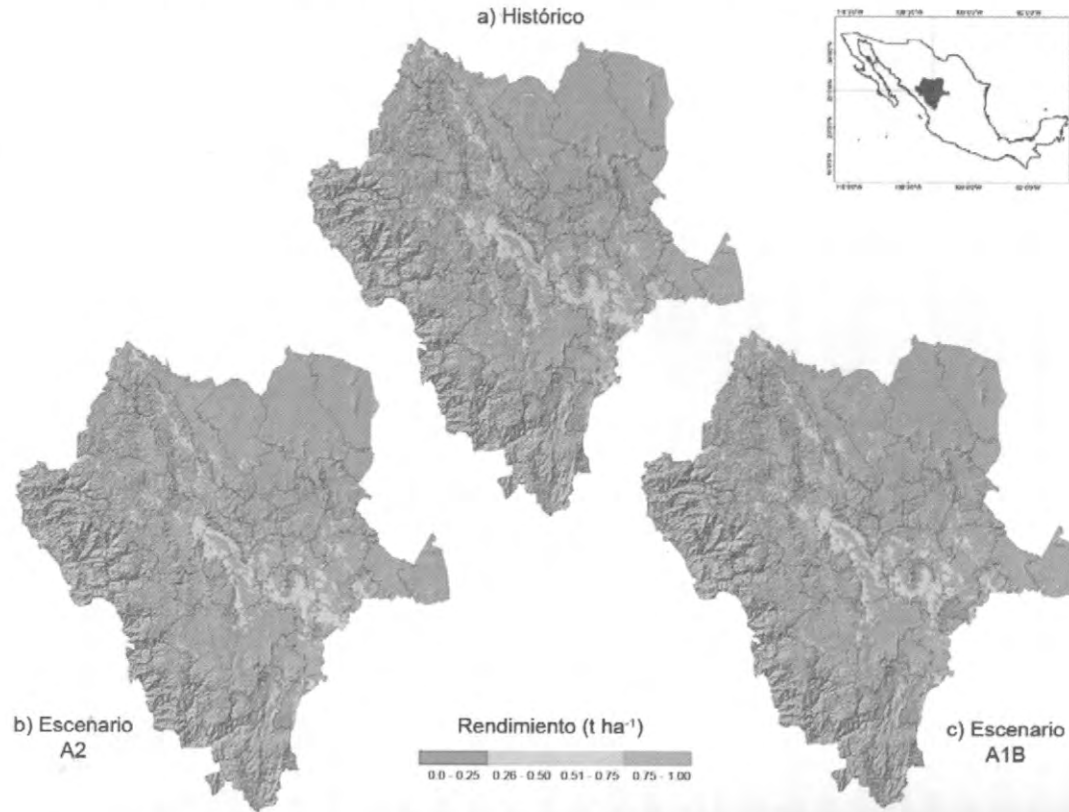 a) Histórico
b) Escenario
A2
Rendimiento (t ha⁻¹)
0.0 - 0.25 0.26 - 0.50 0.51 - 0.75 0.75 - 1.00
c) Escenario
A1B